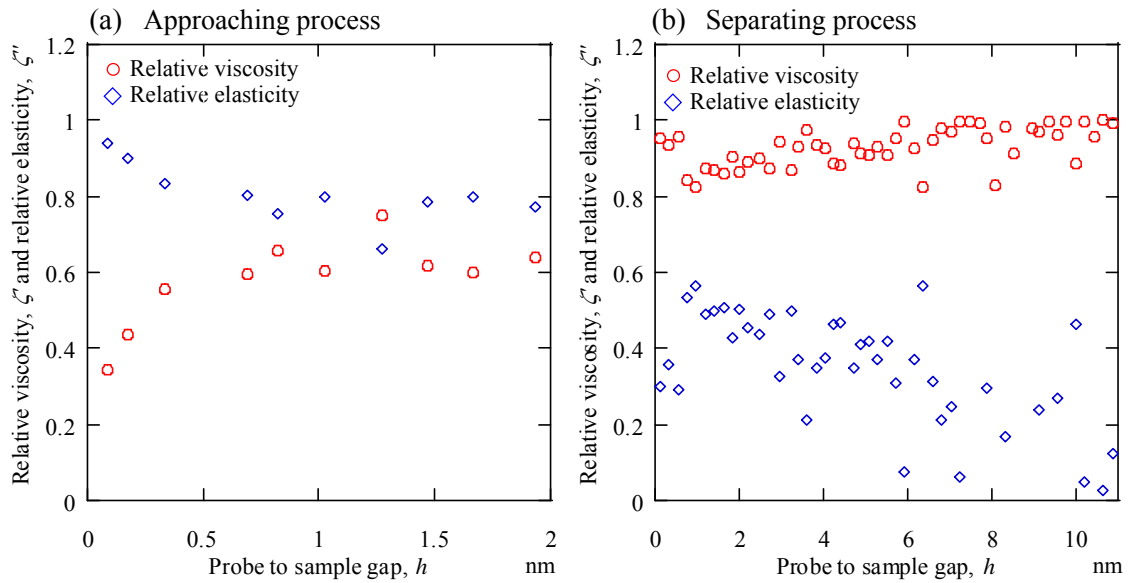 (a) Approaching process
Relative viscosity, ζ' and relative elasticity, ζ''
1.2
1
0.8
0.6
0.4
0.2
0
Relative viscosity
Relative elasticity
0 0.5 1 1.5 2
Probe to sample gap, h nm
(b) Separating process
Relative viscosity, ζ' and relative elasticity, ζ''
1.2
1
0.8
0.6
0.4
0.2
0
Relative viscosity
Relative elasticity
0 2 4 6 8 10
Probe to sample gap, h nm